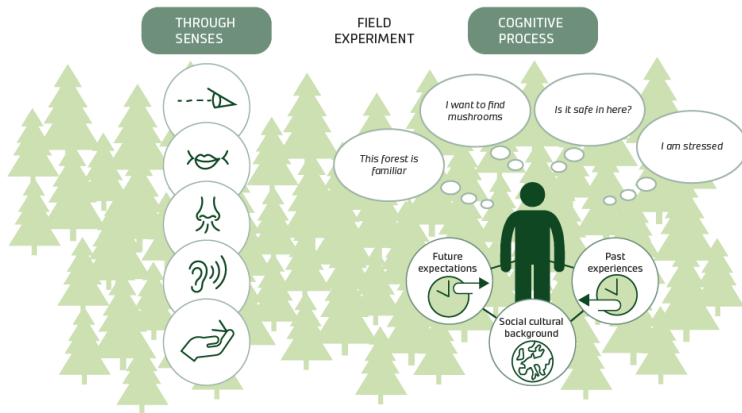 THROUGH
SENSES
FIELD
EXPERIMENT
COGNITIVE
PROCESS
I want to find
mushrooms
Is it safe in here?
This forest is
familiar
I am stressed
Future
expectations
Past
experiences
Social cultural
background